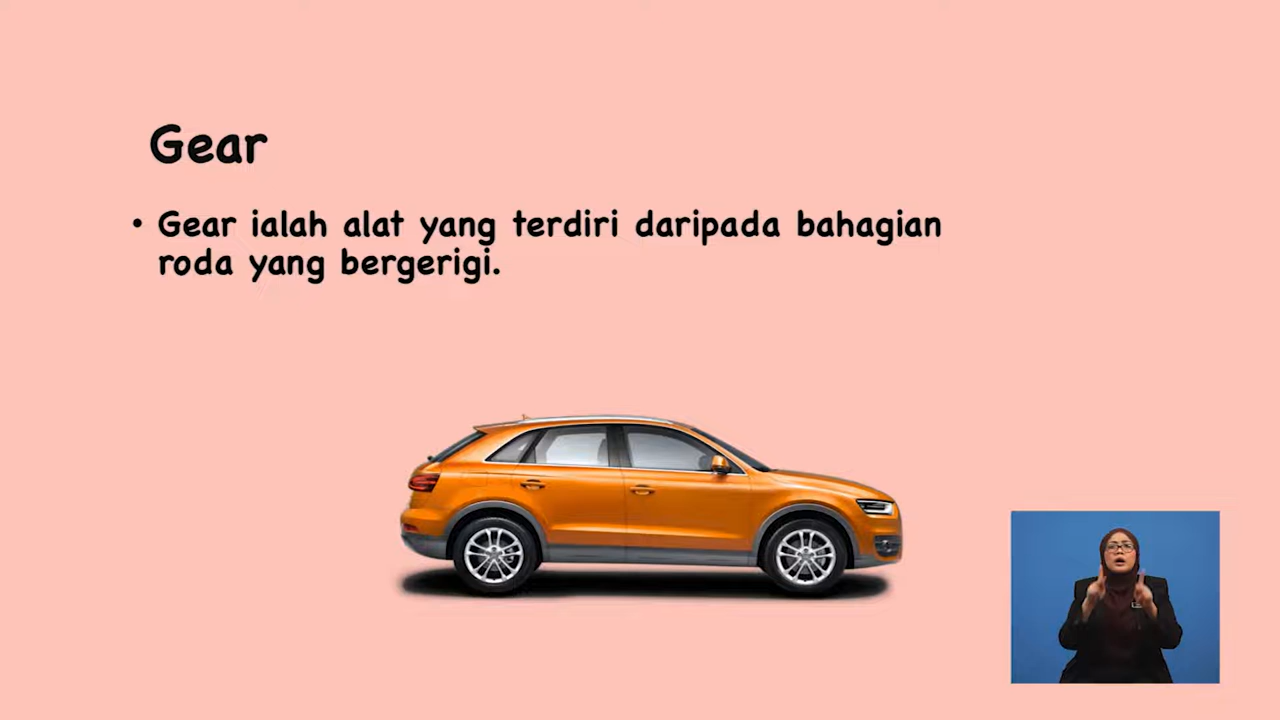 Gear
• Gear ialah alat yang terdiri daripada bahagian
roda yang bergerigi.